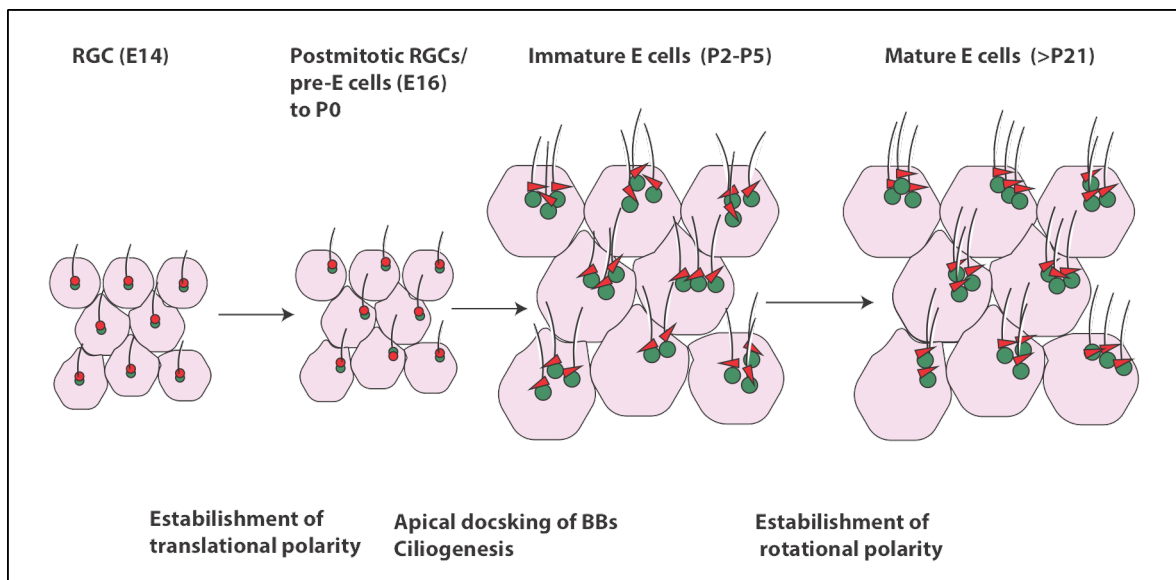 RGC (E14)
Postmitotic RGCs/
pre-E cells (E16)
to P0
Immature E cells (P2-P5)
Mature E cells (>P21)
Estabilishment of
translational polarity
Apical docsking of BBs
Ciliogenesis
Estabilishment of
rotational polarity